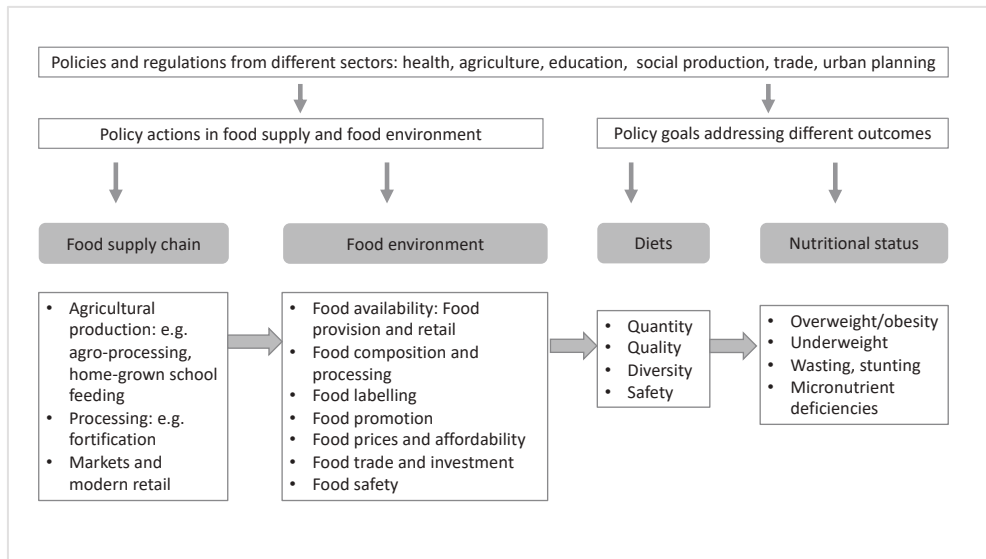 Policies and regulations from different sectors: health, agriculture, education, social production, trade, urban planning
Policy actions in food supply and food environment
Policy goals addressing different outcomes
Food supply chain
Food environment
Diets
Nutritional status
• Agricultural
production: e.g.
agro-processing,
home-grown school
feeding
• Processing: e.g.
fortification
• Markets and
modern retail
• Food availability: Food
provision and retail
• Food composition and
processing
• Food labelling
• Food promotion
• Food prices and affordability
• Food trade and investment
• Food safety
• Quantity
• Quality
• Diversity
• Safety
• Overweight/obesity
• Underweight
• Wasting, stunting
• Micronutrient
deficiencies